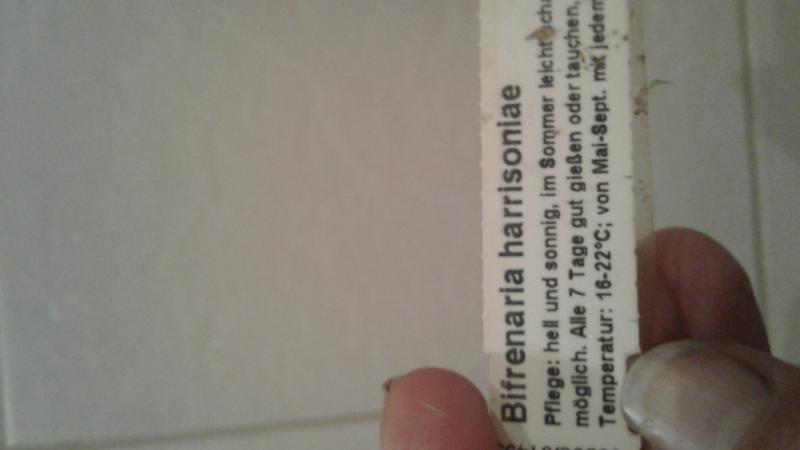 Bifrenaria harrisoniae
Pflege: hell und sonnig, im Sommer leicht
möglich. Alle 7 Tage gut gießen oder tauchen,
Temperatur: 16-22°C; von Mai-Sept. mit jedem